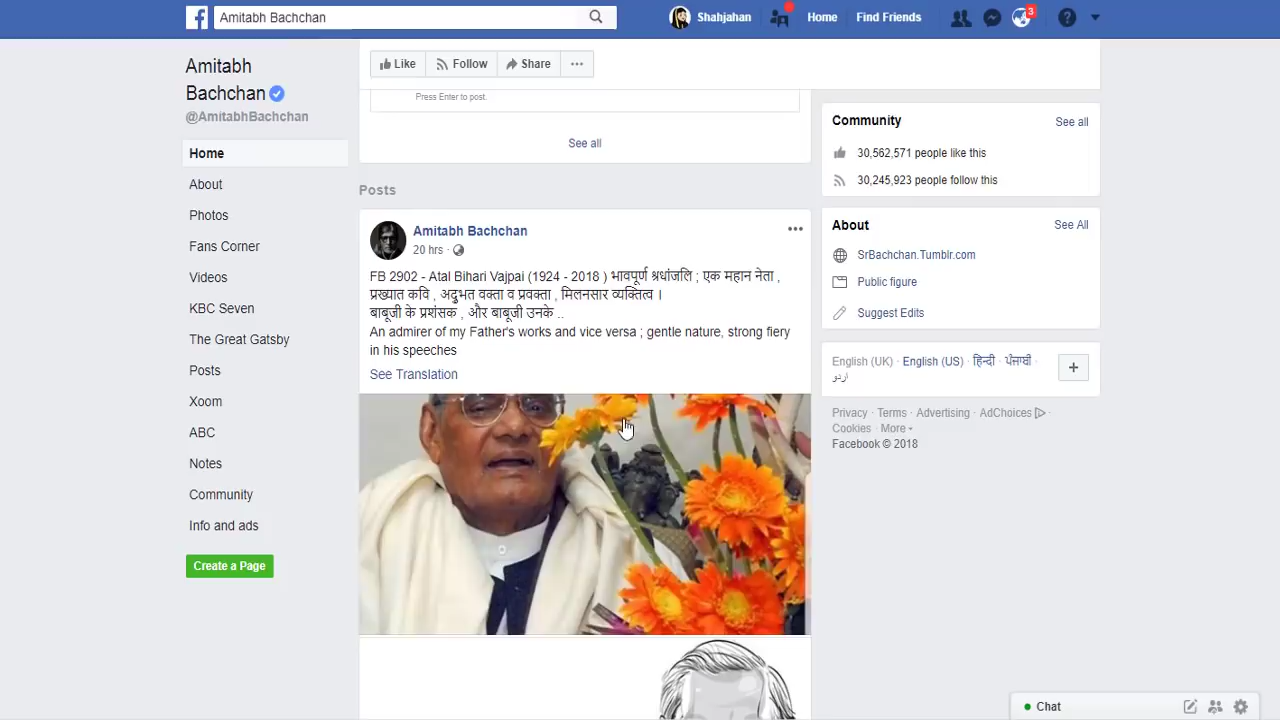 Amitabh Bachchan
Shahjahan
Home
Find Friends
3
Amitabh
Bachchan
@AmitabhBachchan
Home
About
Photos
Fans Corner
Videos
KBC Seven
The Great Gatsby
Posts
Xoom
ABC
Notes
Community
Info and ads
Create a Page
Like
Follow
Share
Press Enter to post.
See all
Posts
Amitabh Bachchan
20 hrs ·
FB 2902 - Atal Bihari Vajpai (1924 - 2018 ) भावपूर्ण श्रधांजलि ; एक महान नेता ,
प्रख्यात कवि , अद्भुत वक्ता व प्रवक्ता , मिलनसार व्यक्तित्व ।
बाबूजी के प्रशंसक , और बाबूजी उनके ..
An admirer of my Father's works and vice versa ; gentle nature, strong fiery
in his speeches
See Translation
Community
See all
30,562,571 people like this
30,245,923 people follow this
About
See All
SrBachchan.Tumblr.com
Public figure
Suggest Edits
English (UK) · English (US) · हिन्दी · ਪੰਜਾਬੀ ·
اردو
Privacy · Terms · Advertising · AdChoices ·
Cookies · More
Facebook © 2018
Chat